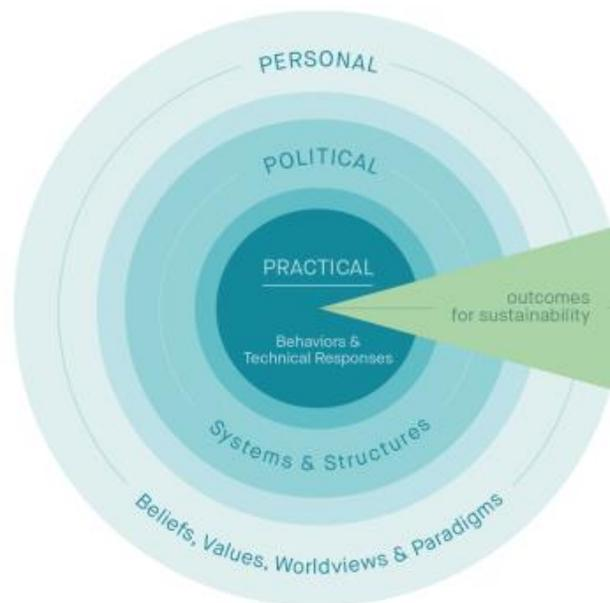 PERSONAL
POLITICAL
PRACTICAL
outcomes
for sustainability
Behaviors &
Technical Responses
Systems & Structures
Beliefs, Values, Worldviews & Paradigms